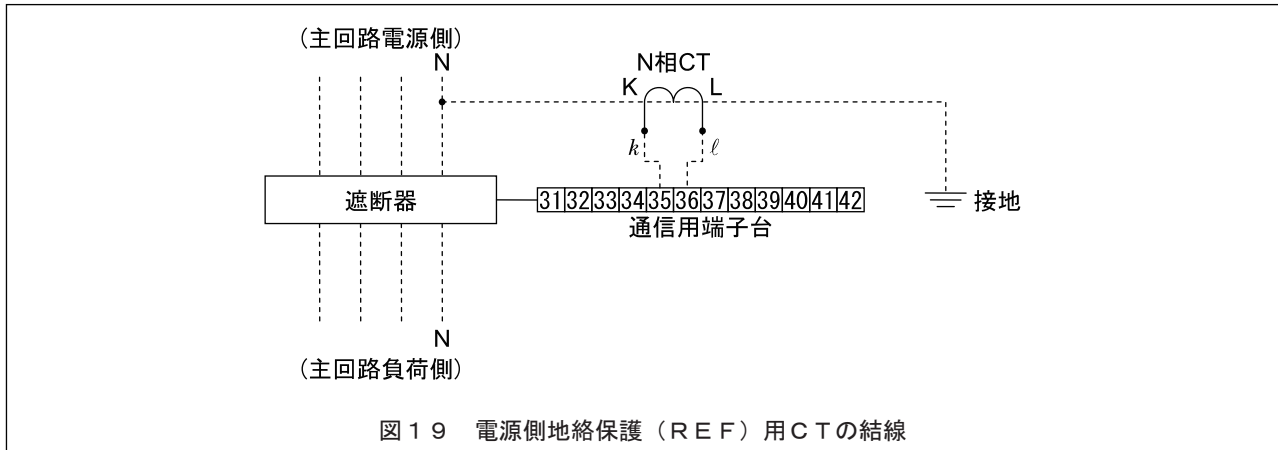 (主回路電源側)
N
N相CT
K
L
k
ℓ
遮断器
31 32 33 34 35 36 37 38 39 40 41 42
通信用端子台
接地
N
(主回路負荷側)
図19 電源側地絡保護(REF)用CTの結線